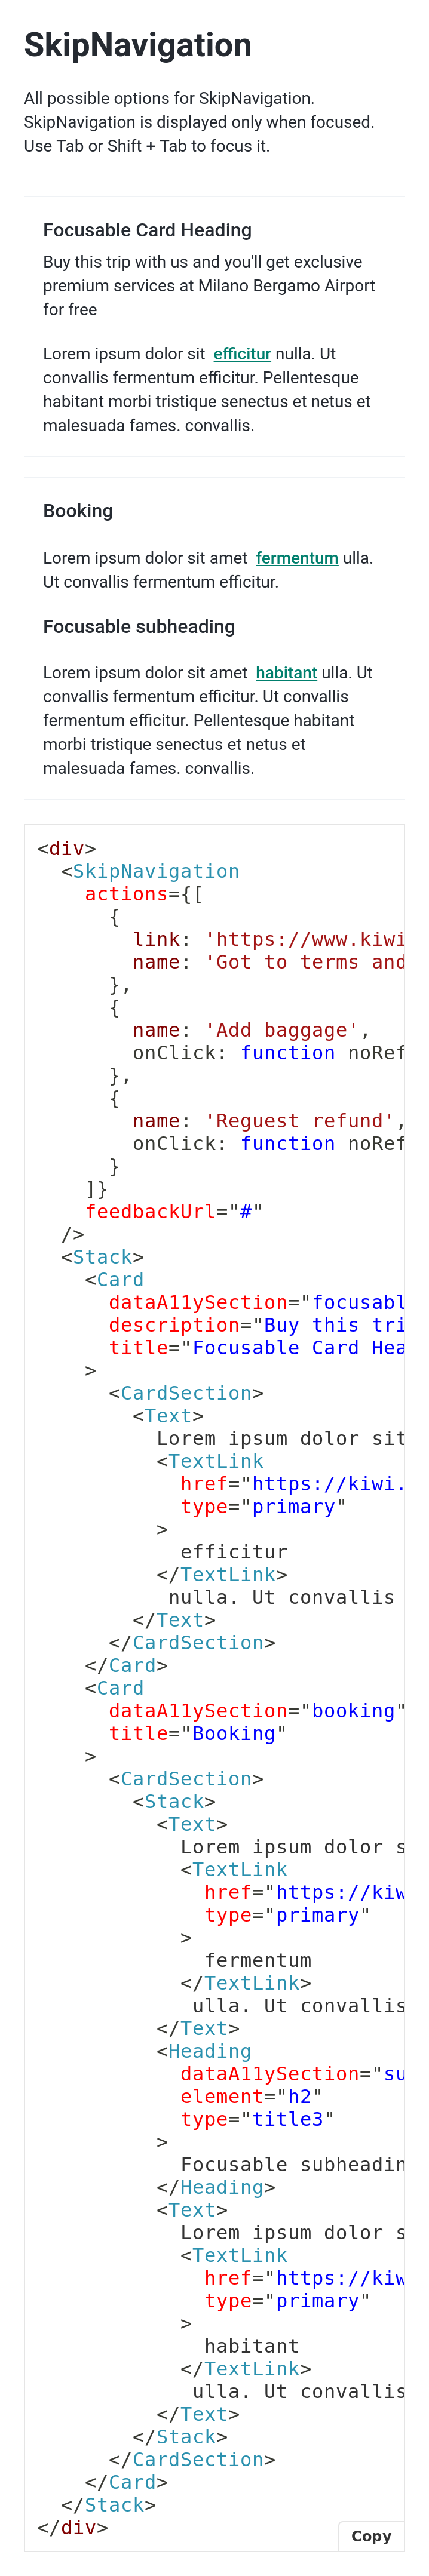 SkipNavigation
All possible options for SkipNavigation.
SkipNavigation is displayed only when focused.
Use Tab or Shift + Tab to focus it.
Focusable Card Heading
Buy this trip with us and you'll get exclusive
premium services at Milano Bergamo Airport
for free
Lorem ipsum dolor sit efficitur nulla. Ut
convallis fermentum efficitur. Pellentesque
habitant morbi tristique senectus et netus et
malesuada fames. convallis.
Booking
Lorem ipsum dolor sit amet fermentum ulla.
Ut convallis fermentum efficitur.
Focusable subheading
Lorem ipsum dolor sit amet habitant ulla. Ut
convallis fermentum efficitur. Ut convallis
fermentum efficitur. Pellentesque habitant
morbi tristique senectus et netus et
malesuada fames. convallis.
<div>
  <SkipNavigation
    actions={[
      {
        link: 'https://www.kiwi
        name: 'Got to terms and
      },
      {
        name: 'Add baggage',
        onClick: function noRef
      },
      {
        name: 'Reguest refund',
        onClick: function noRef
      }
    ]}
    feedbackUrl="#"
  />
  <Stack>
    <Card
      dataA11ySection="focusabl
      description="Buy this tri
      title="Focusable Card Hea
    >
      <CardSection>
        <Text>
          Lorem ipsum dolor sit
          <TextLink
            href="https://kiwi.
            type="primary"
          >
            efficitur
          </TextLink>
           nulla. Ut convallis
        </Text>
      </CardSection>
    </Card>
    <Card
      dataA11ySection="booking"
      title="Booking"
    >
      <CardSection>
        <Stack>
          <Text>
            Lorem ipsum dolor s
            <TextLink
              href="https://kiw
              type="primary"
            >
              fermentum
            </TextLink>
             ulla. Ut convallis
          </Text>
          <Heading
            dataA11ySection="su
            element="h2"
            type="title3"
          >
            Focusable subheadin
          </Heading>
          <Text>
            Lorem ipsum dolor s
            <TextLink
              href="https://kiw
              type="primary"
            >
              habitant
            </TextLink>
             ulla. Ut convallis
          </Text>
        </Stack>
      </CardSection>
    </Card>
  </Stack>
</div>
Copy